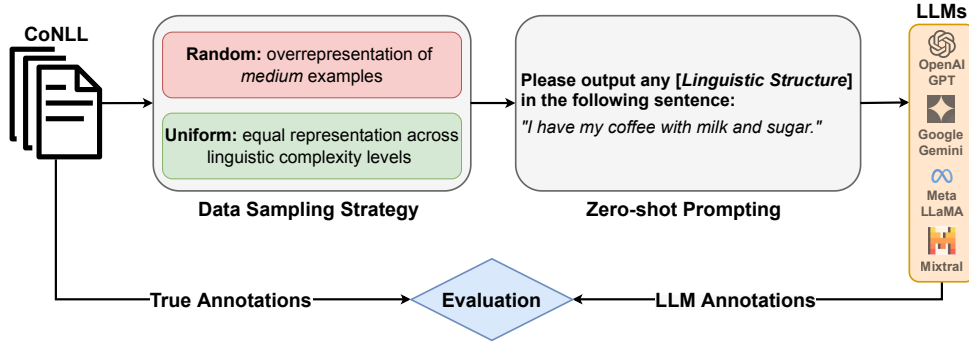 CoNLL
Random: overrepresentation of
medium examples
Uniform: equal representation across
linguistic complexity levels
Data Sampling Strategy
Please output any [Linguistic Structure]
in the following sentence:
"I have my coffee with milk and sugar."
Zero-shot Prompting
LLMs
OpenAI
GPT
Google
Gemini
Meta
LLaMA
Mixtral
True Annotations
Evaluation
LLM Annotations